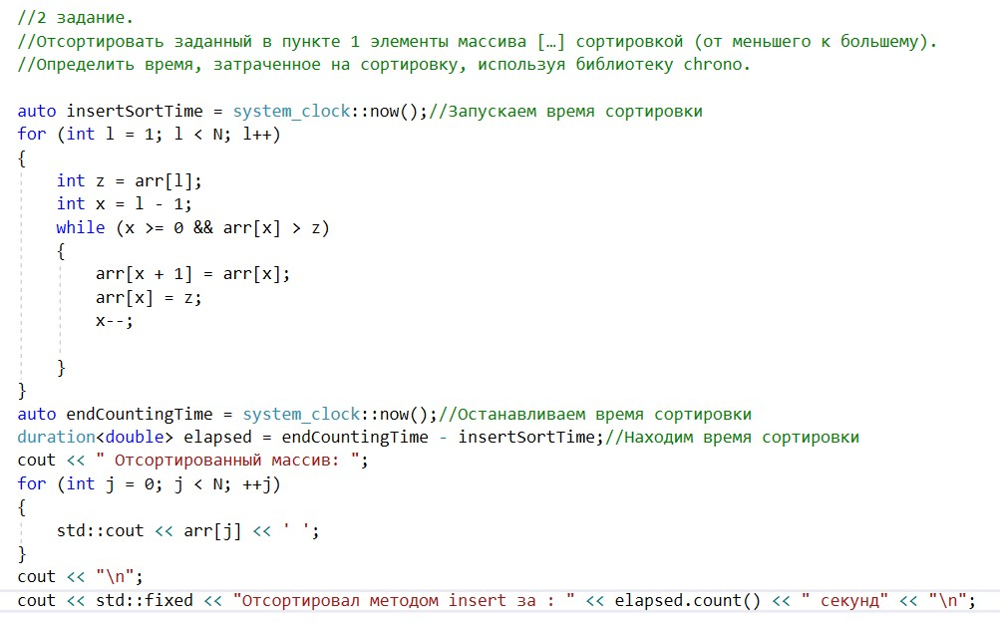 //2 задание.
//Отсортировать заданный в пункте 1 элементы массива […] сортировкой (от меньшего к большему).
//Определить время, затраченное на сортировку, используя библиотеку chrono.
auto insertSortTime = system_clock::now();//Запускаем время сортировки
for (int l = 1; l < N; l++)
{
    int z = arr[l];
    int x = l - 1;
    while (x >= 0 && arr[x] > z)
    {
        arr[x + 1] = arr[x];
        arr[x] = z;
        x--;
    }
}
auto endCountingTime = system_clock::now();//Останавливаем время сортировки
duration<double> elapsed = endCountingTime - insertSortTime;//Находим время сортировки
cout << " Отсортированный массив: ";
for (int j = 0; j < N; ++j)
{
    std::cout << arr[j] << ' ';
}
cout << "\n";
cout << std::fixed << "Отсортировал методом insert за : " << elapsed.count() << " секунд" << "\n";